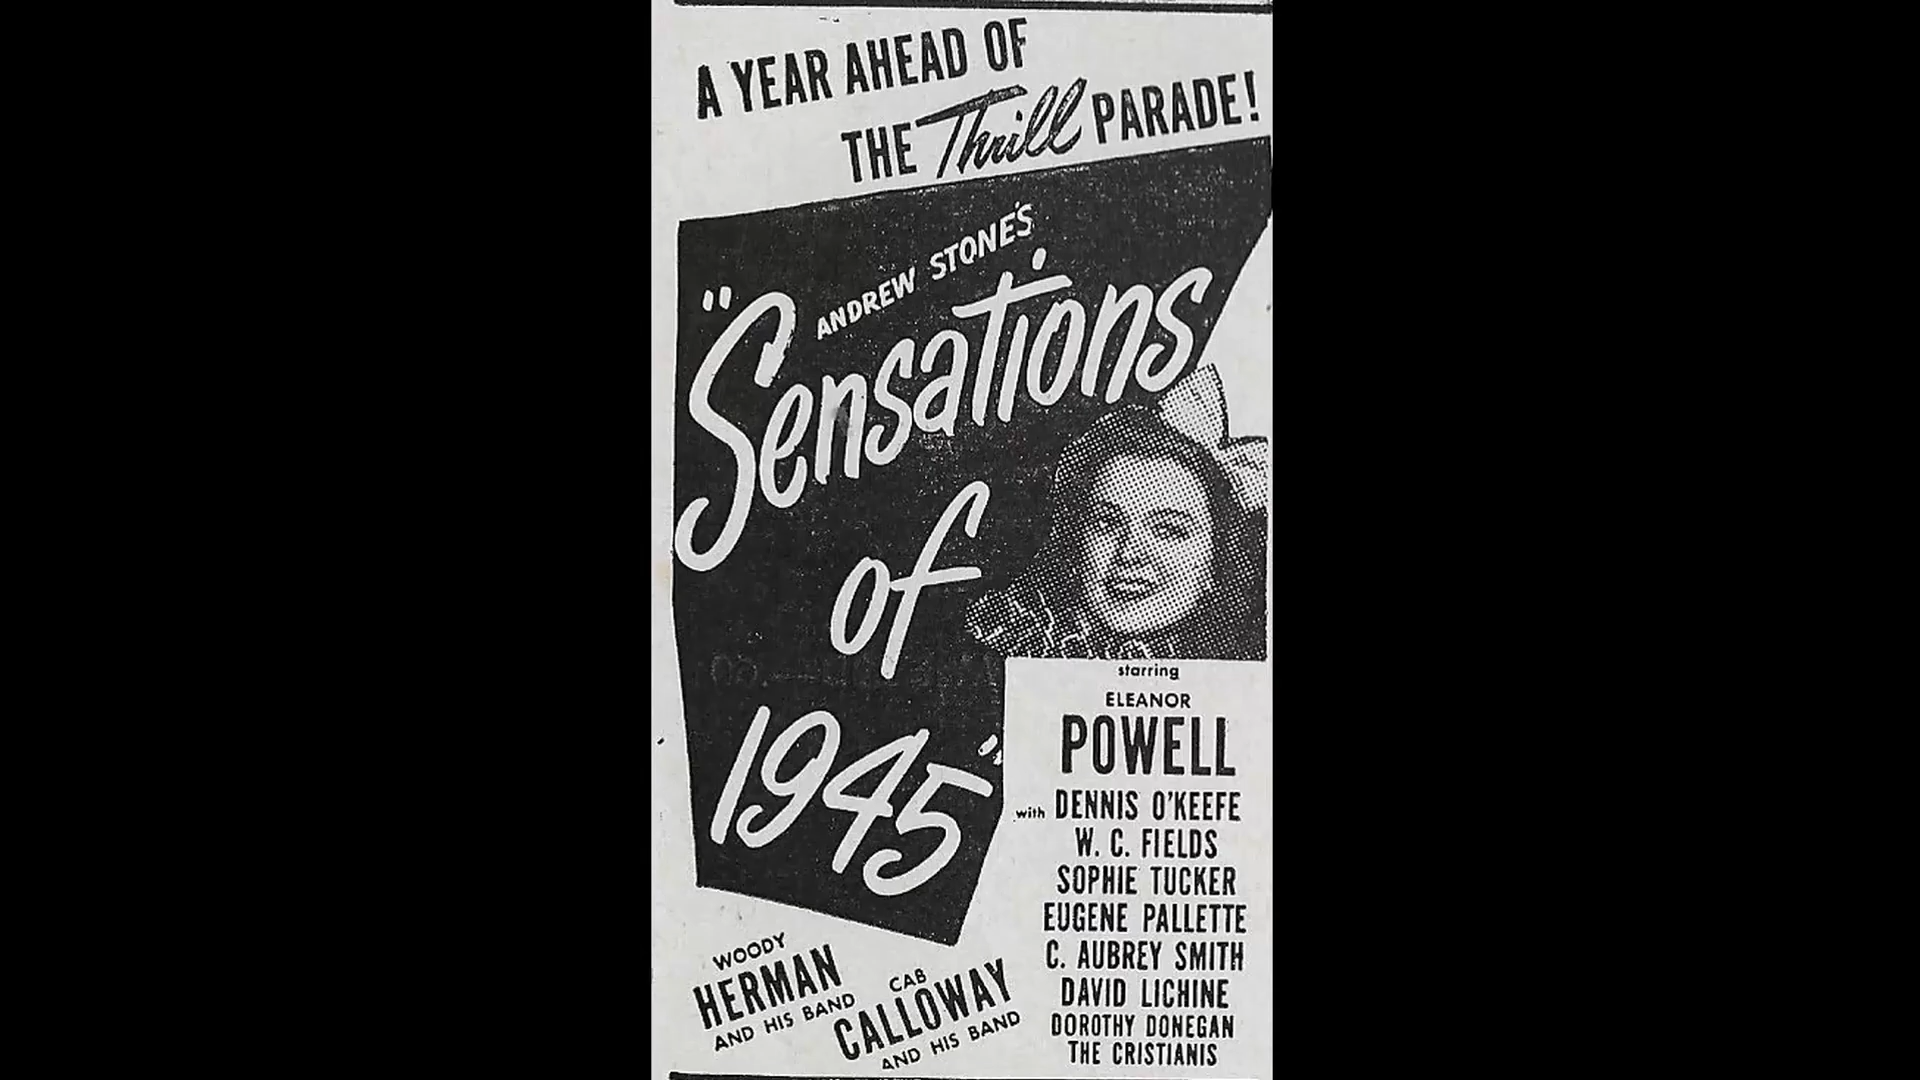 A YEAR AHEAD OF
THE Thrill PARADE!
ANDREW STONE'S
"Sensations
of
1945"
starring
ELEANOR
POWELL
with DENNIS O'KEEFE
W. C. FIELDS
SOPHIE TUCKER
EUGENE PALLETTE
C. AUBREY SMITH
DAVID LICHINE
DOROTHY DONEGAN
THE CRISTIANIS
WOODY
HERMAN
AND HIS BAND
CAB
CALLOWAY
AND HIS BAND